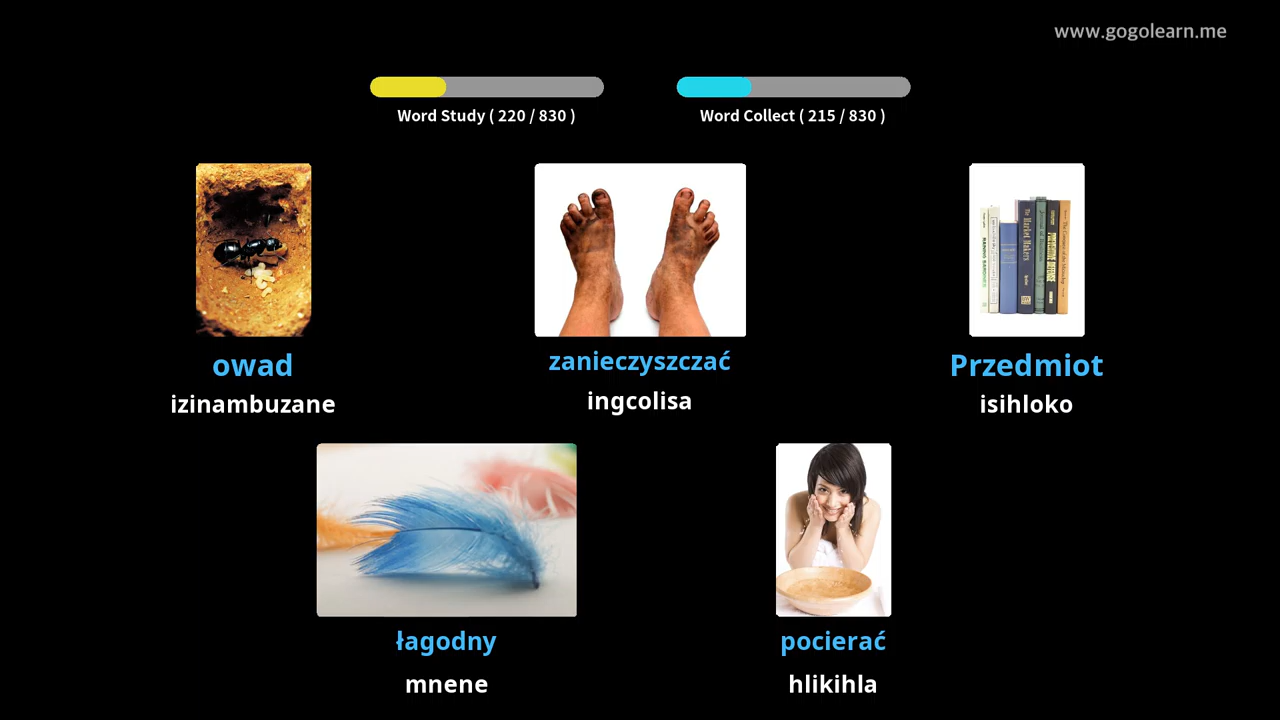 www.gogolearn.me
Word Study ( 220 / 830 )
Word Collect ( 215 / 830 )
owad
izinambuzane
zanieczyszczać
ingcolisa
Przedmiot
isihloko
łagodny
mnene
pocierać
hlikihla